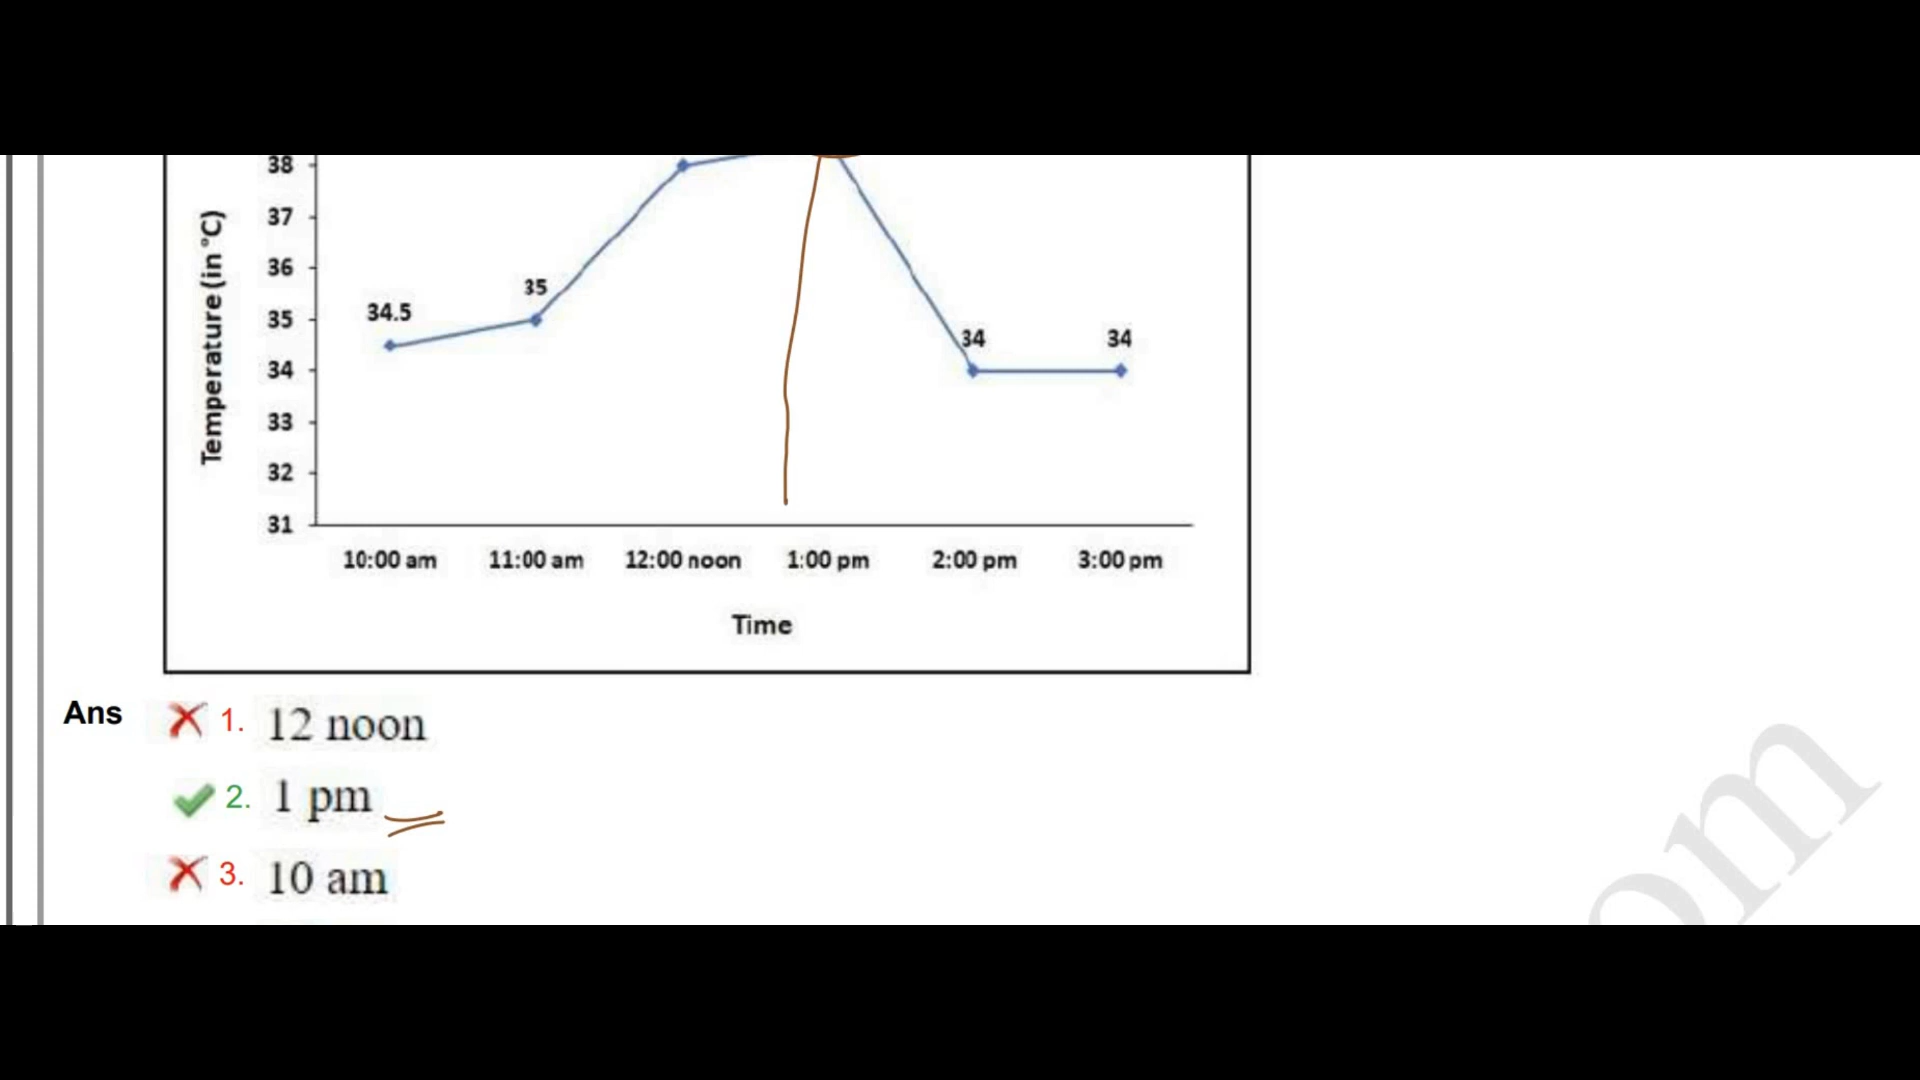 38
37
36
35
34
33
32
31
Temperature (in °C)
34.5
35
34
34
10:00 am 11:00 am 12:00 noon 1:00 pm 2:00 pm 3:00 pm
Time
Ans 1. 12 noon
2. 1 pm
3. 10 am
om